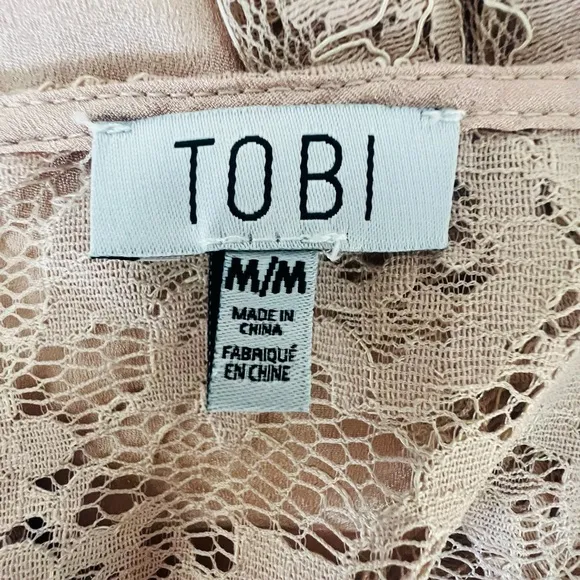 TOBI
M/M
MADE IN
CHINA
FABRIQUÉ
EN CHINE